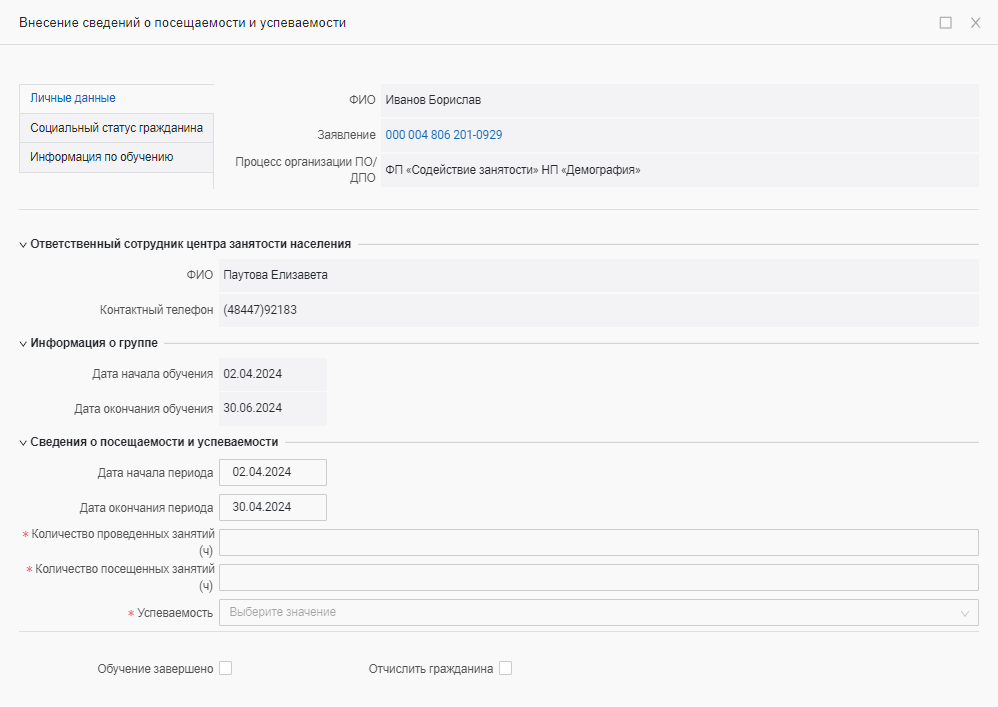 Внесение сведений о посещаемости и успеваемости
Личные данные
Социальный статус гражданина
Информация по обучению
ФИО Иванов Борислав
Заявление 000 004 806 201-0929
Процесс организации ПО/
ДПО ФП «Содействие занятости» НП «Демография»
Ответственный сотрудник центра занятости населения
ФИО Паутова Елизавета
Контактный телефон (48447)92183
Информация о группе
Дата начала обучения 02.04.2024
Дата окончания обучения 30.06.2024
Сведения о посещаемости и успеваемости
Дата начала периода 02.04.2024
Дата окончания периода 30.04.2024
* Количество проведенных занятий
(ч)
* Количество посещенных занятий
(ч)
* Успеваемость Выберите значение
Обучение завершено Отчислить гражданина